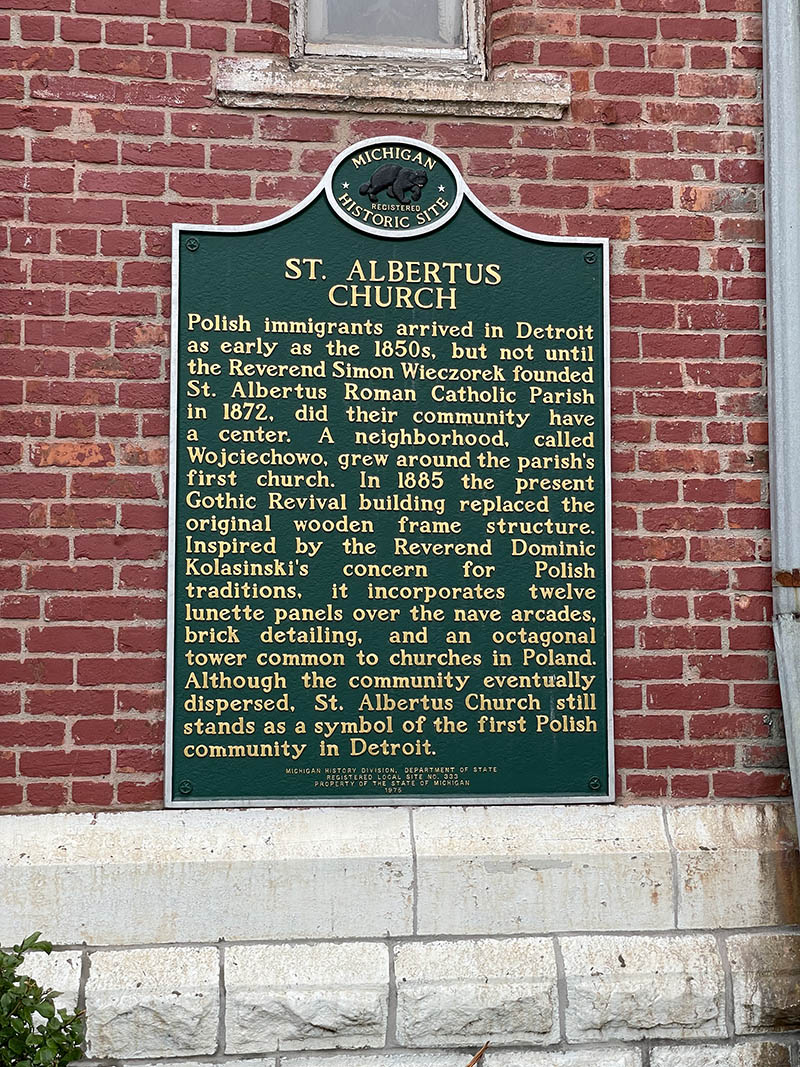 MICHIGAN
REGISTERED
HISTORIC SITE
ST. ALBERTUS
CHURCH
Polish immigrants arrived in Detroit
as early as the 1850s, but not until
the Reverend Simon Wieczorek founded
St. Albertus Roman Catholic Parish
in 1872, did their community have
a center. A neighborhood, called
Wojciechowo, grew around the parish's
first church. In 1885 the present
Gothic Revival building replaced the
original wooden frame structure.
Inspired by the Reverend Dominic
Kolasinski's concern for Polish
traditions, it incorporates twelve
lunette panels over the nave arcades,
brick detailing, and an octagonal
tower common to churches in Poland.
Although the community eventually
dispersed, St. Albertus Church still
stands as a symbol of the first Polish
community in Detroit.
MICHIGAN HISTORY DIVISION, DEPARTMENT OF STATE
REGISTERED LOCAL SITE NO. 333
PROPERTY OF THE STATE OF MICHIGAN
1975